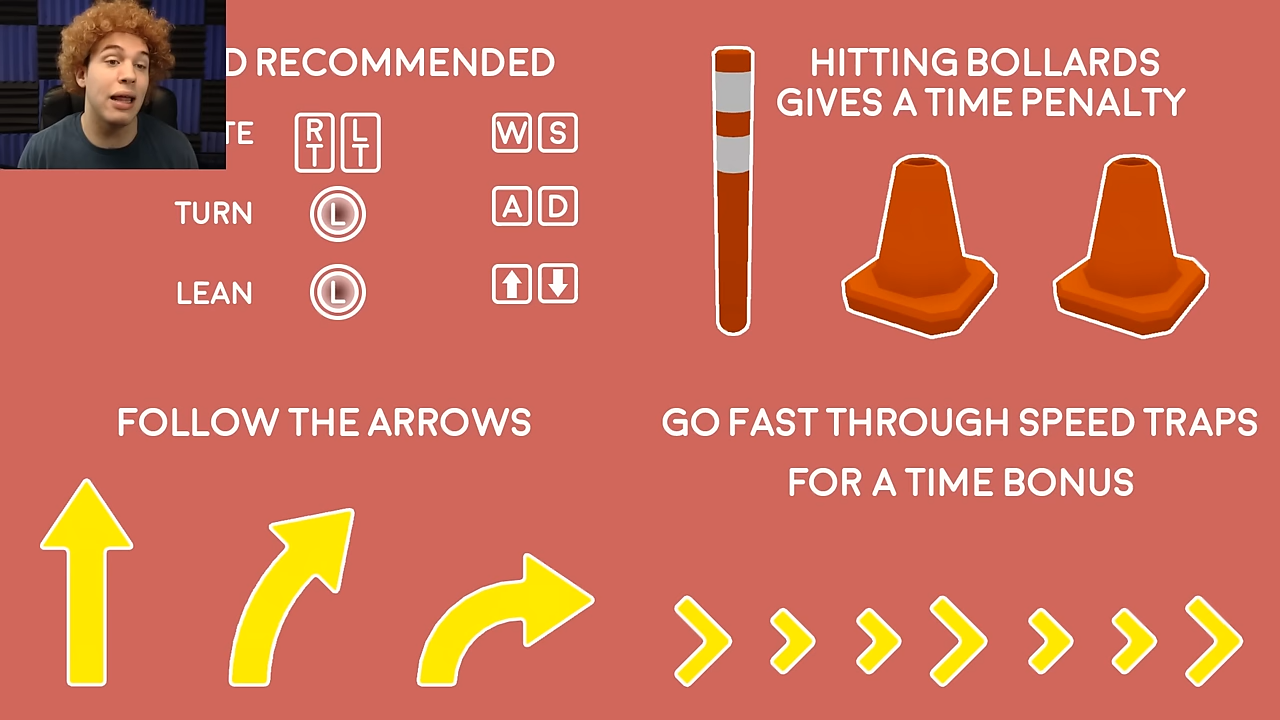 D RECOMMENDED
TE R T L T W S
TURN L A D
LEAN L
HITTING BOLLARDS
GIVES A TIME PENALTY
FOLLOW THE ARROWS
GO FAST THROUGH SPEED TRAPS
FOR A TIME BONUS